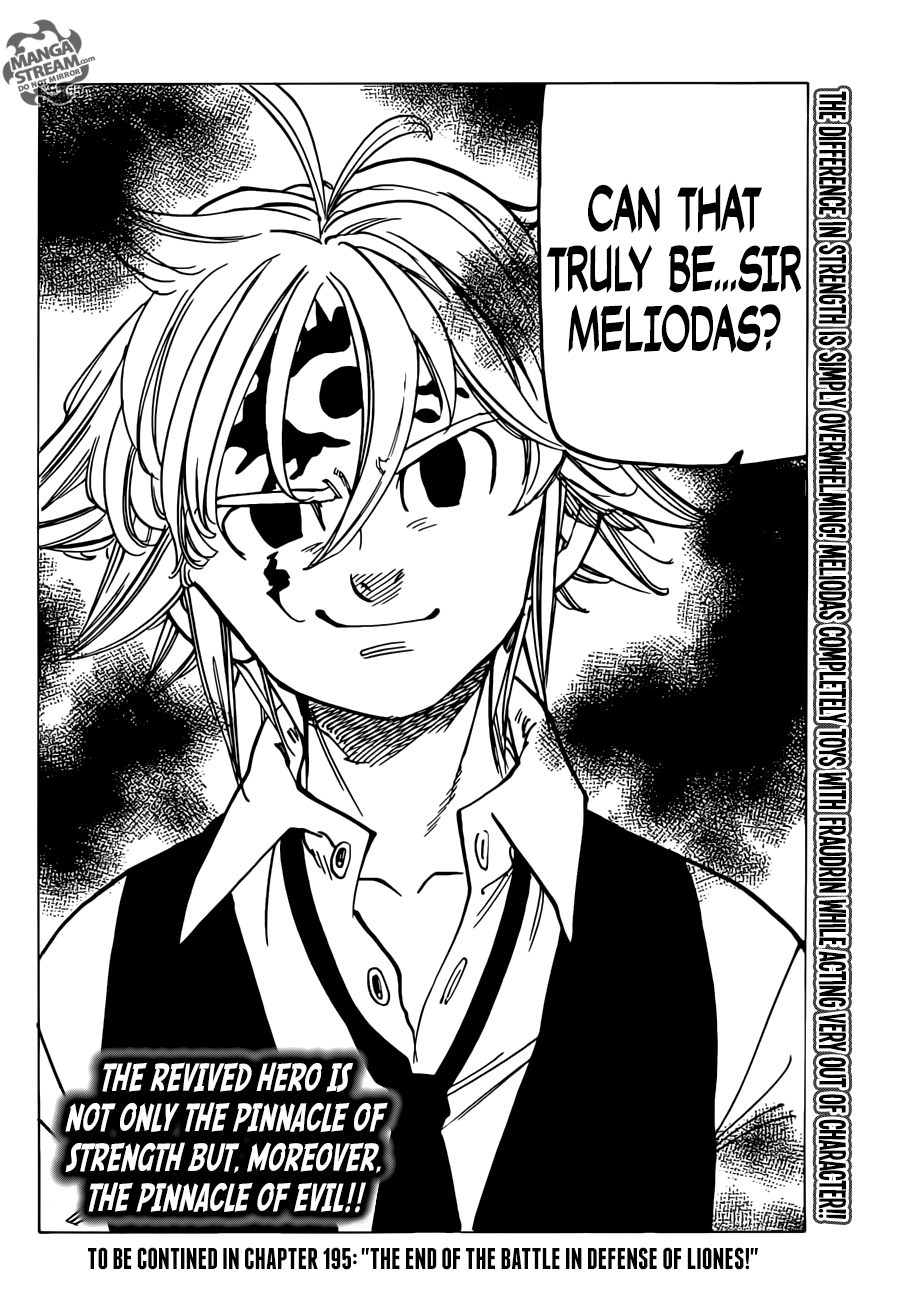 MANGA
STREAM.com
DO NOT MIRROR
CAN THAT
TRULY BE...SIR
MELIODAS?
THE DIFFERENCE IN STRENGTH IS SIMPLY OVERWHELMING! MELIODAS COMPLETELY TOYS WITH FRAUDRIN WHILE ACTING VERY OUT OF CHARACTER!!
THE REVIVED HERO IS
NOT ONLY THE PINNACLE OF
STRENGTH BUT, MOREOVER,
THE PINNACLE OF EVIL!!
TO BE CONTINED IN CHAPTER 195: "THE END OF THE BATTLE IN DEFENSE OF LIONES!"